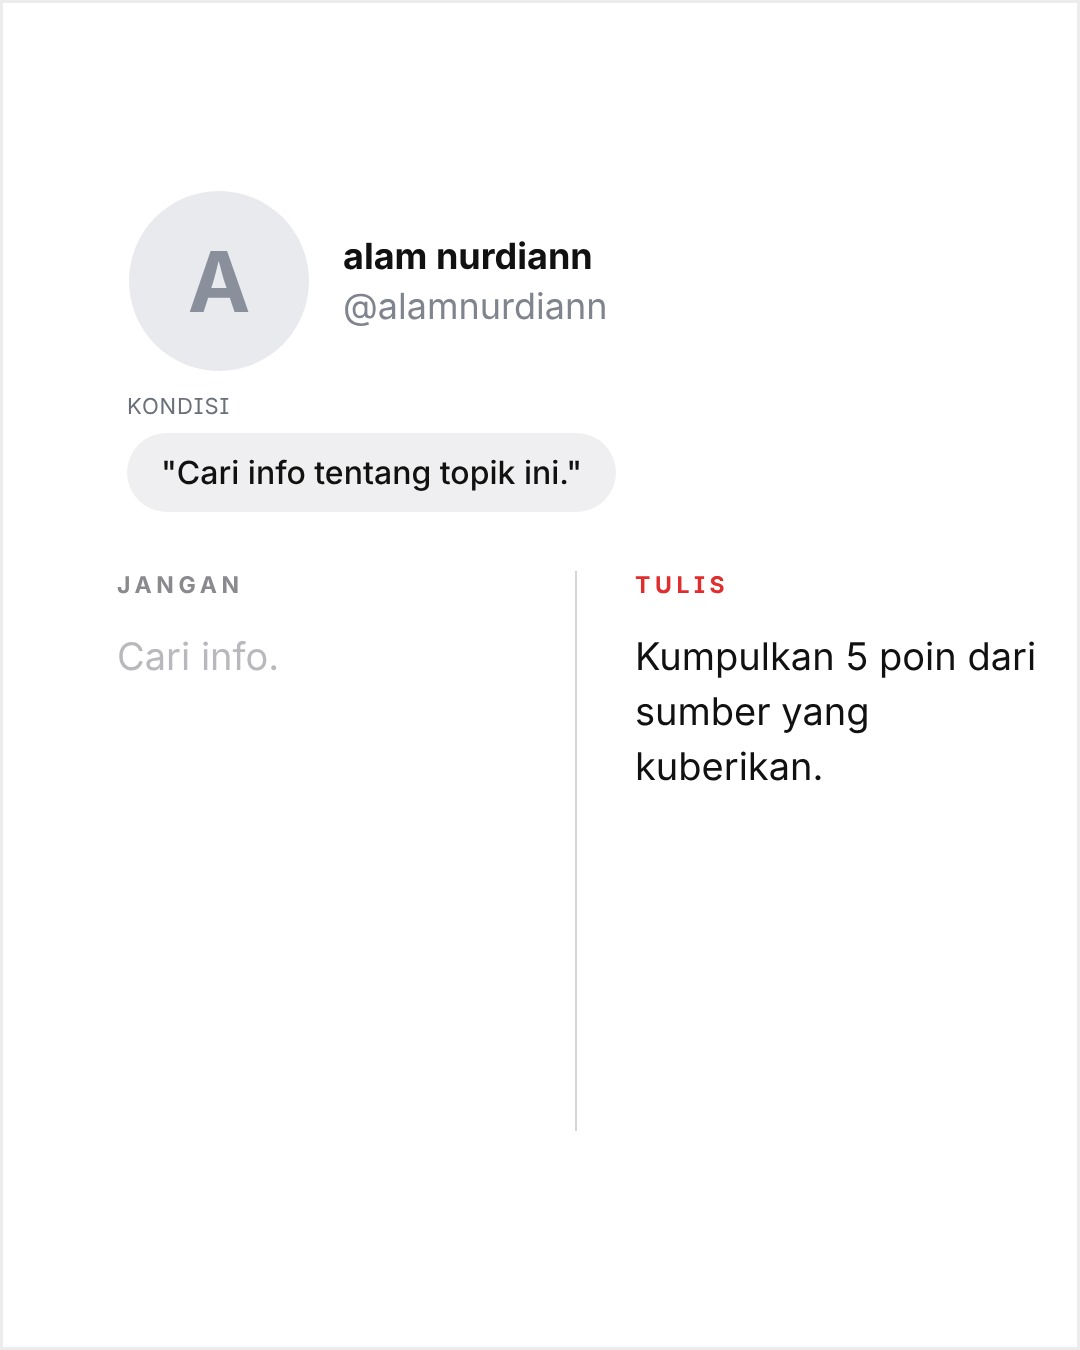 A
alam nurdiann
@alamnurdiann
KONDISI
"Cari info tentang topik ini."
JANGAN
Cari info.
TULIS
Kumpulkan 5 poin dari
sumber yang
kuberikan.